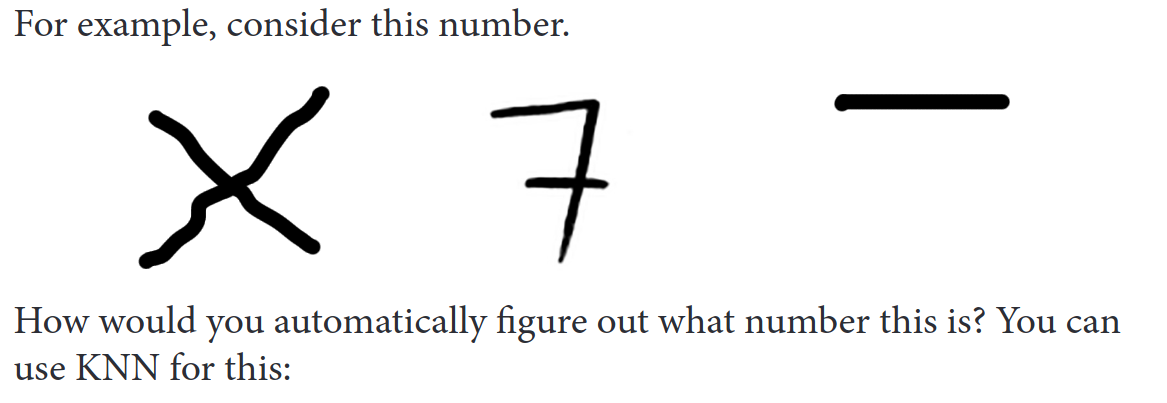 For example, consider this number.
X 7 —
How would you automatically figure out what number this is? You can
use KNN for this: